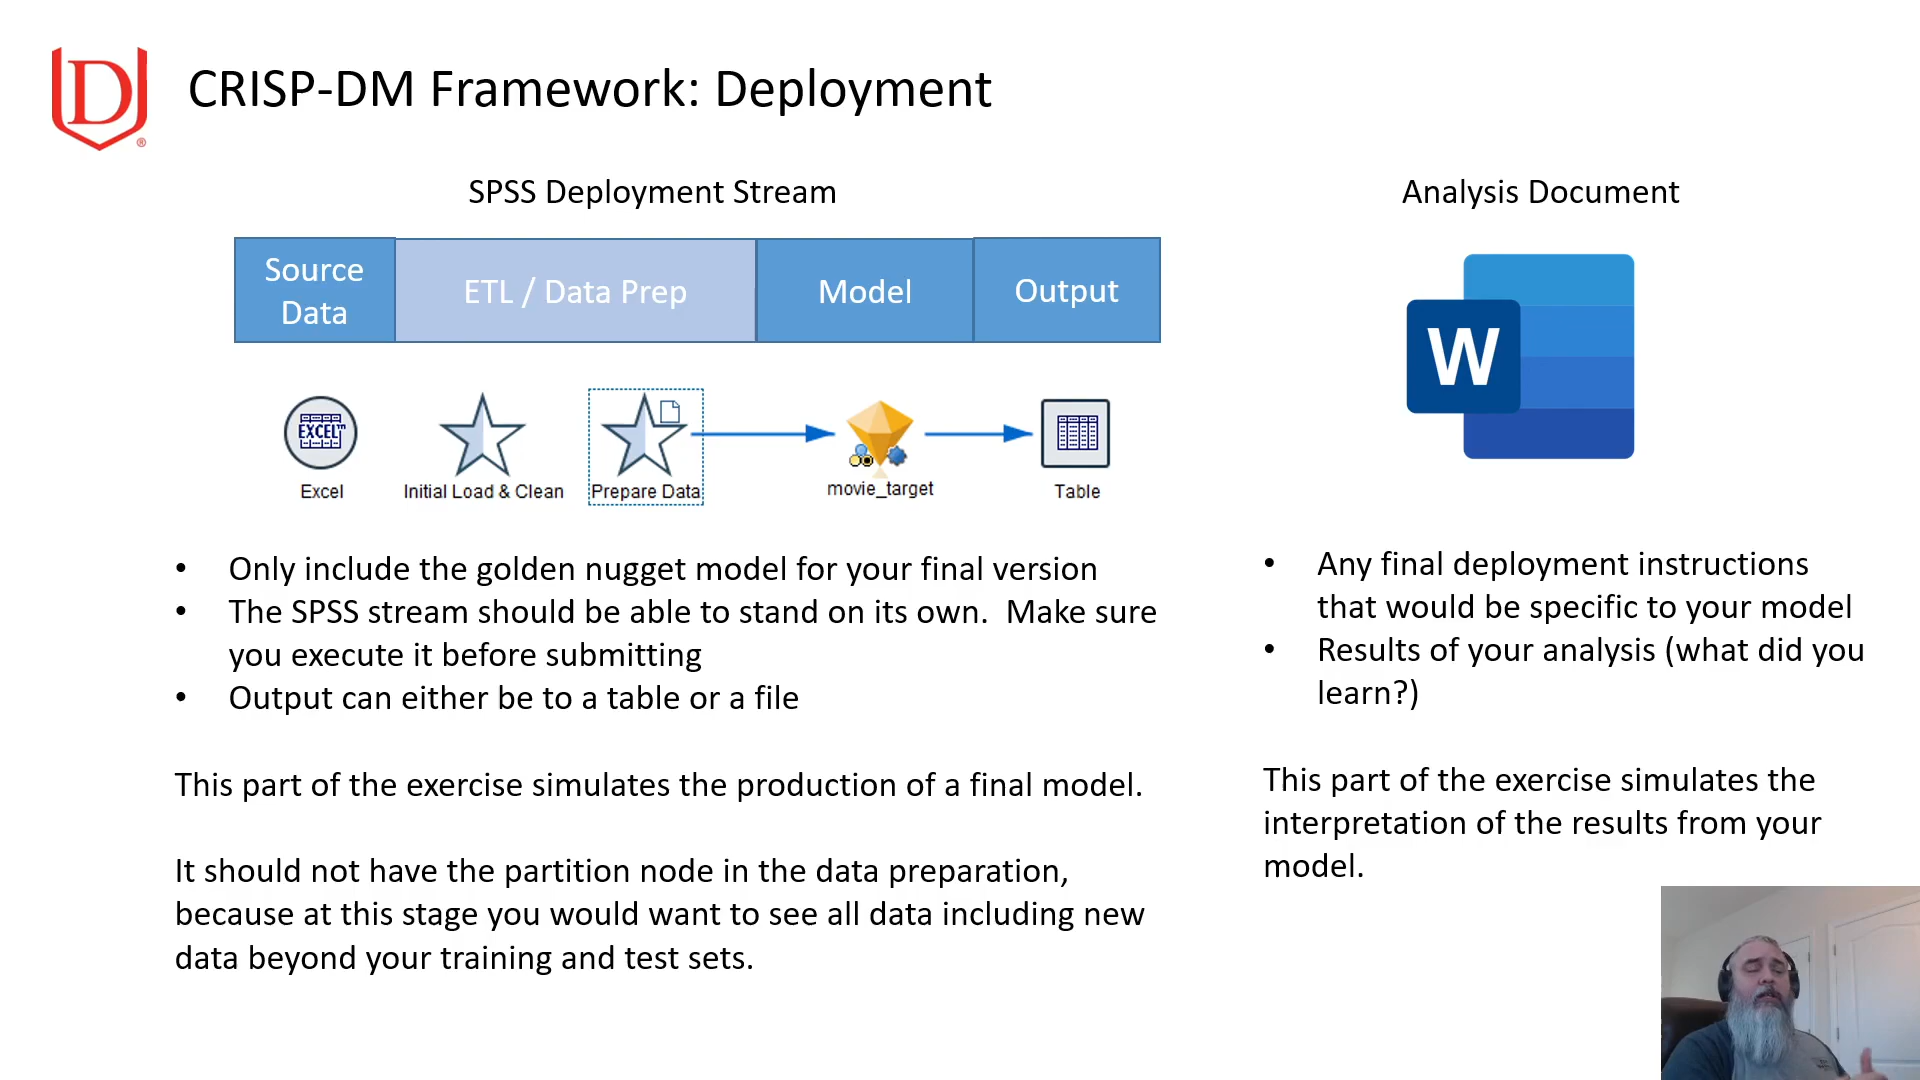 D
®
CRISP-DM Framework: Deployment
SPSS Deployment Stream
Source
Data
ETL / Data Prep
Model
Output
EXCEL™
Excel
Initial Load & Clean
Prepare Data
movie_target
Table
• Only include the golden nugget model for your final version
• The SPSS stream should be able to stand on its own.  Make sure
you execute it before submitting
• Output can either be to a table or a file
This part of the exercise simulates the production of a final model.
It should not have the partition node in the data preparation,
because at this stage you would want to see all data including new
data beyond your training and test sets.
Analysis Document
W
• Any final deployment instructions
that would be specific to your model
• Results of your analysis (what did you
learn?)
This part of the exercise simulates the
interpretation of the results from your
model.